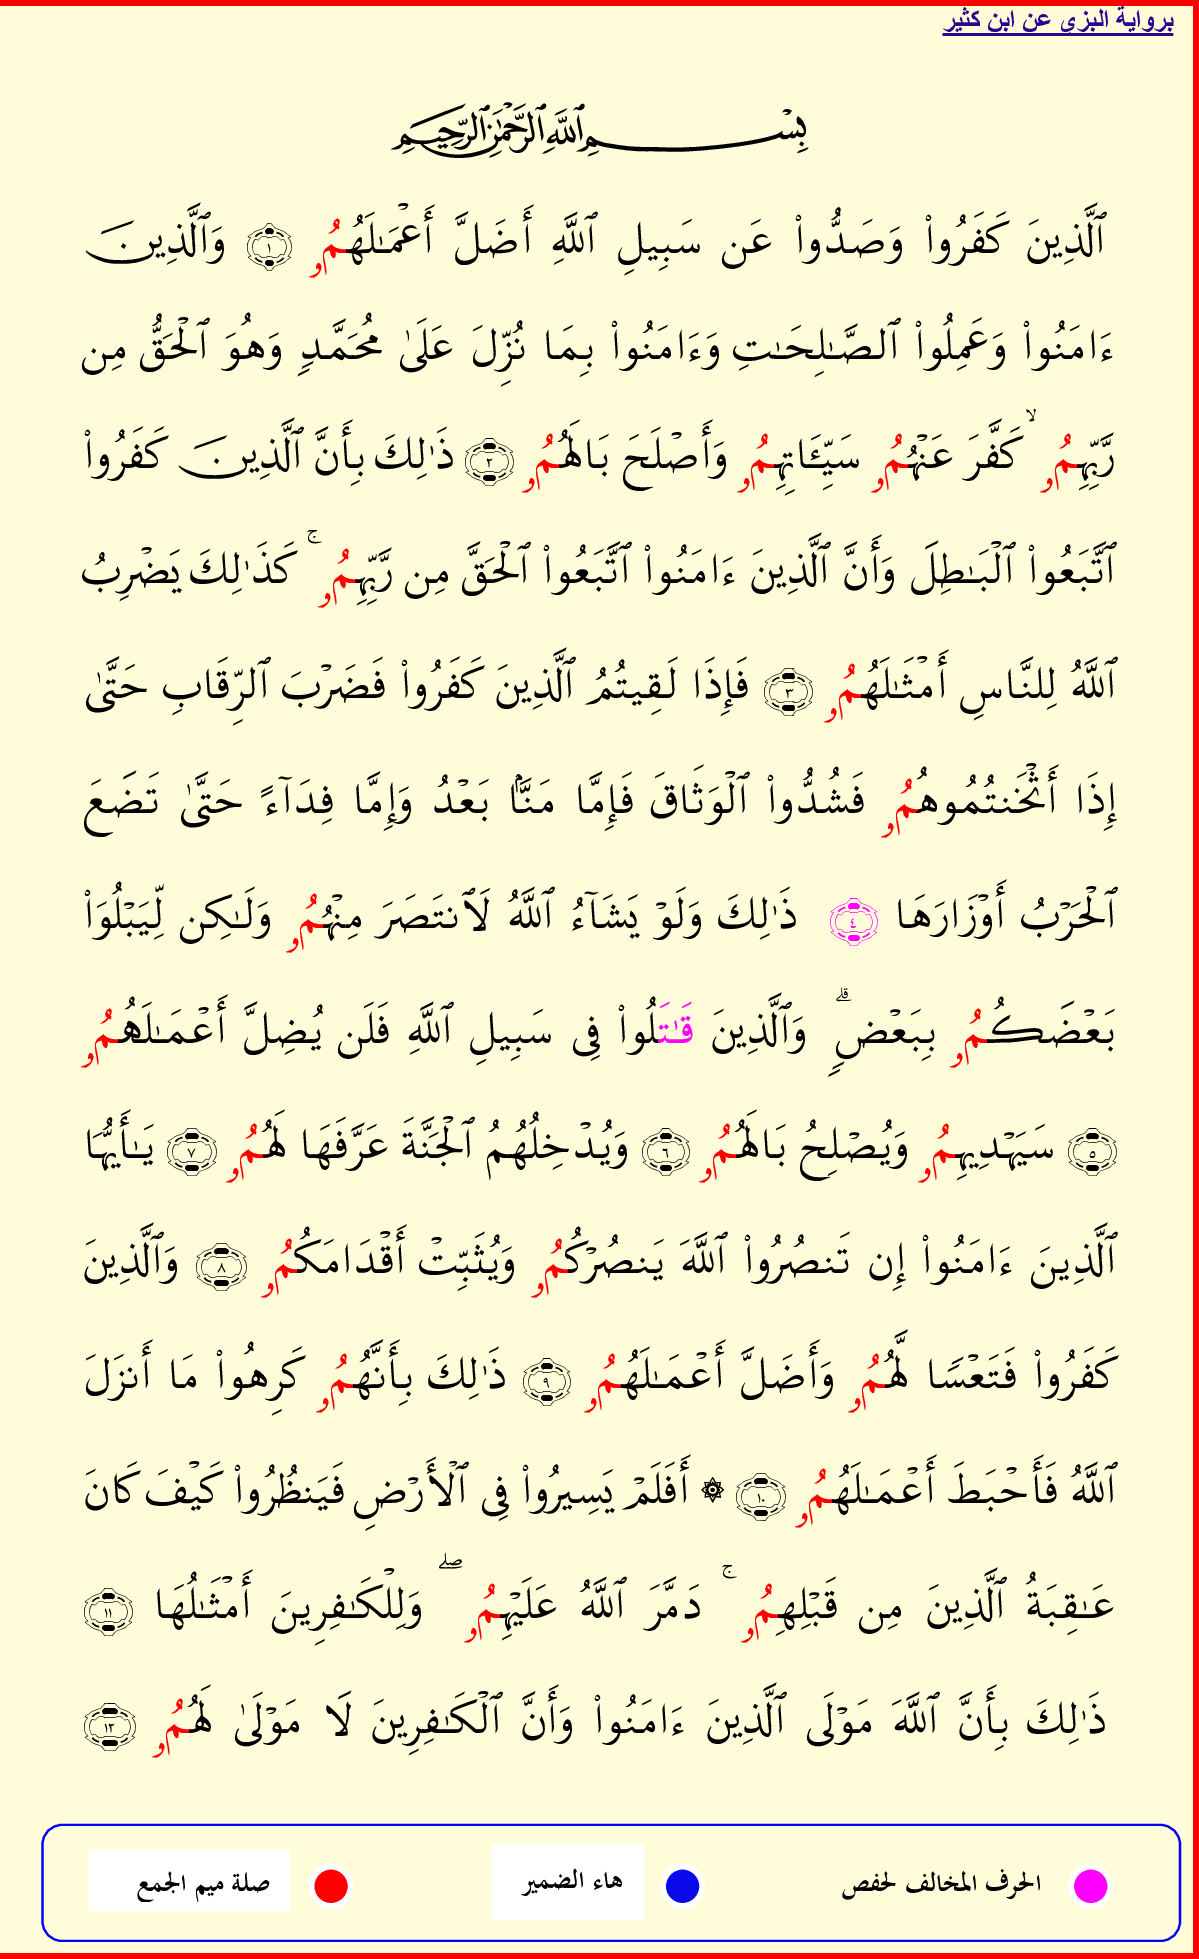 برواية البزي عن ابن كثير
بِسۡمِ ٱللَّهِ ٱلرَّحۡمَٰنِ ٱلرَّحِيمِ
ٱلَّذِينَ كَفَرُواْ وَصَدُّواْ عَن سَبِيلِ ٱللَّهِ أَضَلَّ أَعۡمَٰلَهُمُۥ ١ وَٱلَّذِينَ
ءَامَنُواْ وَعَمِلُواْ ٱلصَّٰلِحَٰتِ وَءَامَنُواْ بِمَا نُزِّلَ عَلَىٰ مُحَمَّدٖ وَهُوَ ٱلۡحَقُّ مِن
رَّبِّهِمُۥ ۙ كَفَّرَ عَنۡهُمُۥ سَيِّـَٔاتِهِمُۥ وَأَصۡلَحَ بَالَهُمُۥ ٢ ذَٰلِكَ بِأَنَّ ٱلَّذِينَ كَفَرُواْ
ٱتَّبَعُواْ ٱلۡبَٰطِلَ وَأَنَّ ٱلَّذِينَ ءَامَنُواْ ٱتَّبَعُواْ ٱلۡحَقَّ مِن رَّبِّهِمُۥ ۚ كَذَٰلِكَ يَضۡرِبُ
ٱللَّهُ لِلنَّاسِ أَمۡثَٰلَهُمُۥ ٣ فَإِذَا لَقِيتُمُ ٱلَّذِينَ كَفَرُواْ فَضَرۡبَ ٱلرِّقَابِ حَتَّىٰ
إِذَا أَثۡخَنتُمُوهُمُۥ فَشُدُّواْ ٱلۡوَثَاقَ فَإِمَّا مَنَّۢا بَعۡدُ وَإِمَّا فِدَآءً حَتَّىٰ تَضَعَ
ٱلۡحَرۡبُ أَوۡزَارَهَا ٤ ذَٰلِكَ وَلَوۡ يَشَآءُ ٱللَّهُ لَٱنتَصَرَ مِنۡهُمُۥ وَلَٰكِن لِّيَبۡلُوَاْ
بَعۡضَكُمُۥ بِبَعۡضٖ ۗ وَٱلَّذِينَ قَٰتَلُواْ فِي سَبِيلِ ٱللَّهِ فَلَن يُضِلَّ أَعۡمَٰلَهُمُۥ
٥ سَيَهۡدِيهِمُۥ وَيُصۡلِحُ بَالَهُمُۥ ٦ وَيُدۡخِلُهُمُ ٱلۡجَنَّةَ عَرَّفَهَا لَهُمُۥ ٧ يَٰأَيُّهَا
ٱلَّذِينَ ءَامَنُواْ إِن تَنصُرُواْ ٱللَّهَ يَنصُرۡكُمُۥ وَيُثَبِّتۡ أَقۡدَامَكُمُۥ ٨ وَٱلَّذِينَ
كَفَرُواْ فَتَعۡسٗا لَّهُمُۥ وَأَضَلَّ أَعۡمَٰلَهُمُۥ ٩ ذَٰلِكَ بِأَنَّهُمُۥ كَرِهُواْ مَا أَنزَلَ
ٱللَّهُ فَأَحۡبَطَ أَعۡمَٰلَهُمُۥ ١٠ ۞ أَفَلَمۡ يَسِيرُواْ فِي ٱلۡأَرۡضِ فَيَنظُرُواْ كَيۡفَ كَانَ
عَٰقِبَةُ ٱلَّذِينَ مِن قَبۡلِهِمُۥ ۚ دَمَّرَ ٱللَّهُ عَلَيۡهِمُۥ ۖ وَلِلۡكَٰفِرِينَ أَمۡثَٰلُهَا ١١
ذَٰلِكَ بِأَنَّ ٱللَّهَ مَوۡلَى ٱلَّذِينَ ءَامَنُواْ وَأَنَّ ٱلۡكَٰفِرِينَ لَا مَوۡلَىٰ لَهُمُۥ ١٢
الحرف المخالف لحفص هاء الضمير صلة ميم الجمع